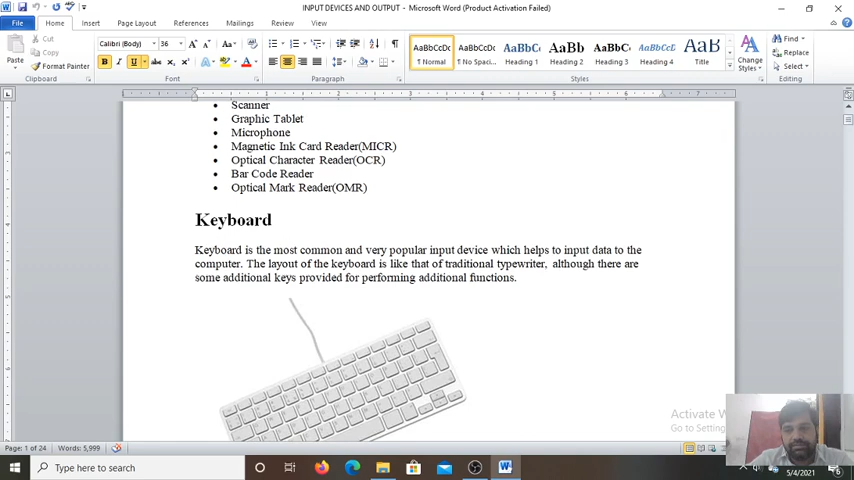 INPUT DEVICES AND OUTPUT - Microsoft Word (Product Activation Failed)
File Home Insert Page Layout References Mailings Review View
Cut
Copy
Format Painter
Paste
Calibri (Body) 36
AaBbCcDc AaBbCcDc AaBbC AaBb AaBbC AaBbCc AaB
¶ Normal ¶ No Spaci... Heading 1 Heading 2 Heading 3 Heading 4 Title
Change Styles
Find
Replace
Select
Clipboard Font Paragraph Styles Editing
Scanner
Graphic Tablet
Microphone
Magnetic Ink Card Reader(MICR)
Optical Character Reader(OCR)
Bar Code Reader
Optical Mark Reader(OMR)
Keyboard
Keyboard is the most common and very popular input device which helps to input data to the
computer. The layout of the keyboard is like that of traditional typewriter, although there are
some additional keys provided for performing additional functions.
Activate W
Go to Setting
Page: 1 of 24 Words: 5,999
Type here to search
5/4/2021